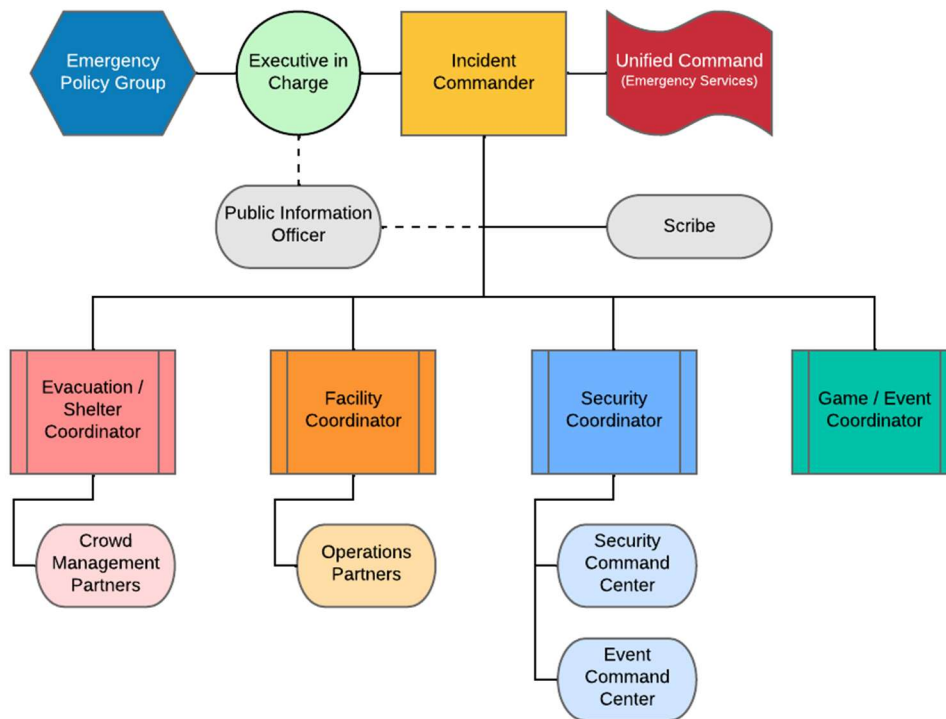 Emergency
Policy Group
Executive in
Charge
Incident
Commander
Unified Command
(Emergency Services)
Public Information
Officer
Scribe
Evacuation /
Shelter
Coordinator
Facility
Coordinator
Security
Coordinator
Game / Event
Coordinator
Crowd
Management
Partners
Operations
Partners
Security
Command
Center
Event
Command
Center